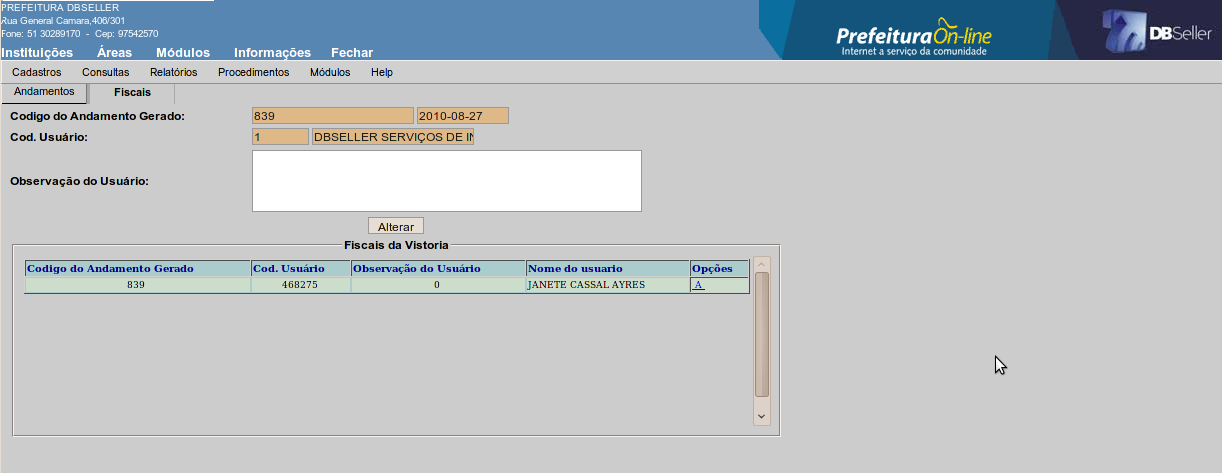 PREFEITURA DBSELLER
Rua General Camara,406/301
Fone: 51 30289170 - Cep: 97542570
Prefeitura On-line
Internet a serviço da comunidade
DBSeller
Instituições Áreas Módulos Informações Fechar
Cadastros Consultas Relatórios Procedimentos Módulos Help
Andamentos Fiscais
Codigo do Andamento Gerado: 839 2010-08-27
Cod. Usuário: 1 DBSELLER SERVIÇOS DE IN
Observação do Usuário:
Alterar
Fiscais da Vistoria
Codigo do Andamento Gerado Cod. Usuário Observação do Usuário Nome do usuario Opções
839 468275 0 JANETE CASSAL AYRES A